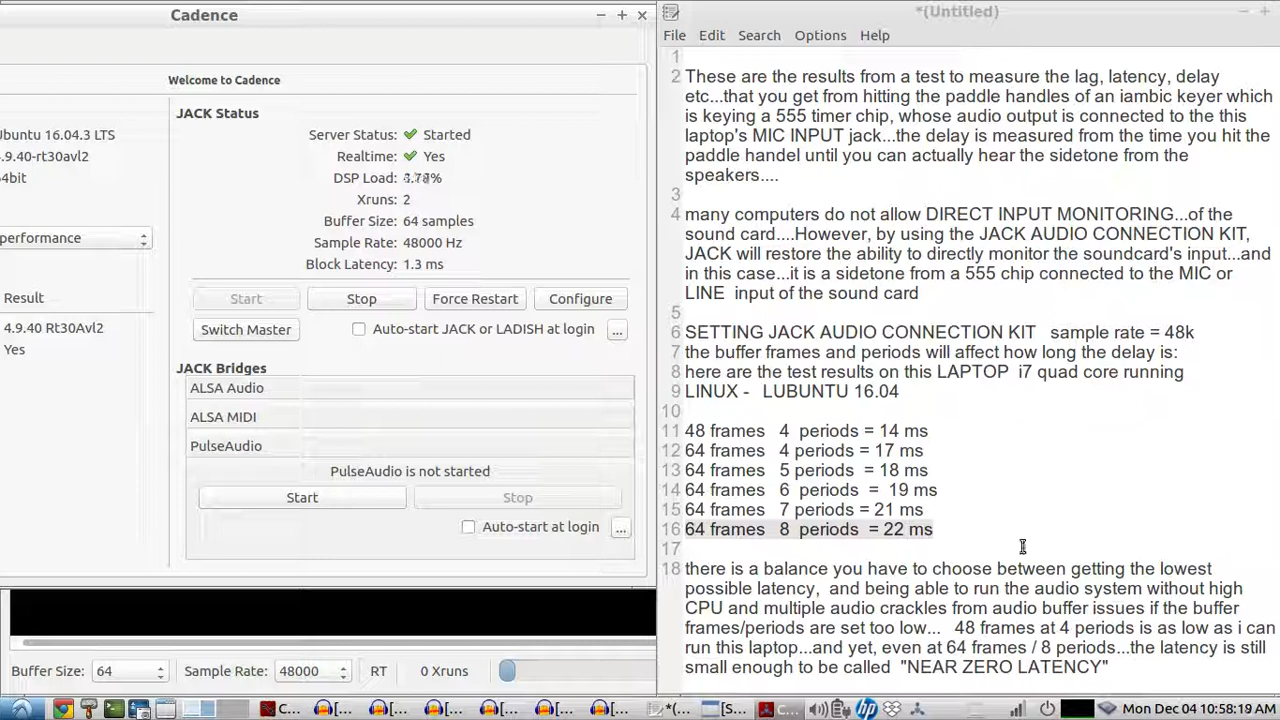 Cadence
Welcome to Cadence
Ubuntu 16.04.3 LTS
4.9.40-rt30avl2
64bit
performance
Result
4.9.40 Rt30Avl2
Yes
JACK Status
Server Status: Started
Realtime: Yes
DSP Load:
Xruns: 2
Buffer Size: 64 samples
Sample Rate: 48000 Hz
Block Latency: 1.3 ms
Start Stop Force Restart Configure
Switch Master Auto-start JACK or LADISH at login ...
JACK Bridges
ALSA Audio
ALSA MIDI
PulseAudio
PulseAudio is not started
Start Stop
Auto-start at login ...
Buffer Size: 64 Sample Rate: 48000 RT 0 Xruns
*(Untitled)
File Edit Search Options Help
1
2 These are the results from a test to measure the lag, latency, delay
etc...that you get from hitting the paddle handles of an iambic keyer which
is keying a 555 timer chip, whose audio output is connected to the this
laptop's MIC INPUT jack...the delay is measured from the time you hit the
paddle handel until you can actually hear the sidetone from the
speakers....
3
4 many computers do not allow DIRECT INPUT MONITORING...of the
sound card....However, by using the JACK AUDIO CONNECTION KIT,
JACK will restore the ability to directly monitor the soundcard's input...and
in this case...it is a sidetone from a 555 chip connected to the MIC or
LINE input of the sound card
5
6 SETTING JACK AUDIO CONNECTION KIT sample rate = 48k
7 the buffer frames and periods will affect how long the delay is:
8 here are the test results on this LAPTOP i7 quad core running
9 LINUX - LUBUNTU 16.04
10
11 48 frames 4 periods = 14 ms
12 64 frames 4 periods = 17 ms
13 64 frames 5 periods = 18 ms
14 64 frames 6 periods = 19 ms
15 64 frames 7 periods = 21 ms
16 64 frames 8 periods = 22 ms
17
18 there is a balance you have to choose between getting the lowest
possible latency, and being able to run the audio system without high
CPU and multiple audio crackles from audio buffer issues if the buffer
frames/periods are set too low... 48 frames at 4 periods is as low as i can
run this laptop...and yet, even at 64 frames / 8 periods...the latency is still
small enough to be called "NEAR ZERO LATENCY"
C... [... [... [... [... [... [... *(... [S... C... hp Mon Dec 04 10:58:19 AM